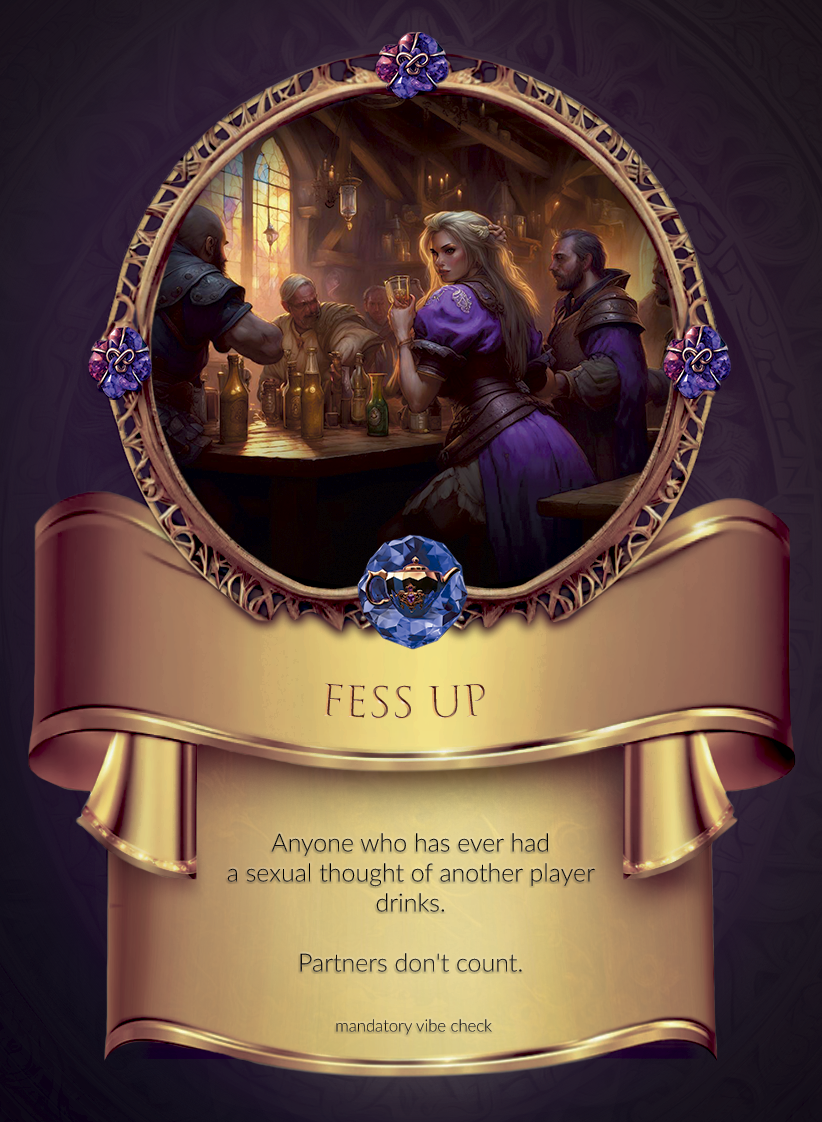 FESS UP
Anyone who has ever had
a sexual thought of another player
drinks.
Partners don't count.
mandatory vibe check